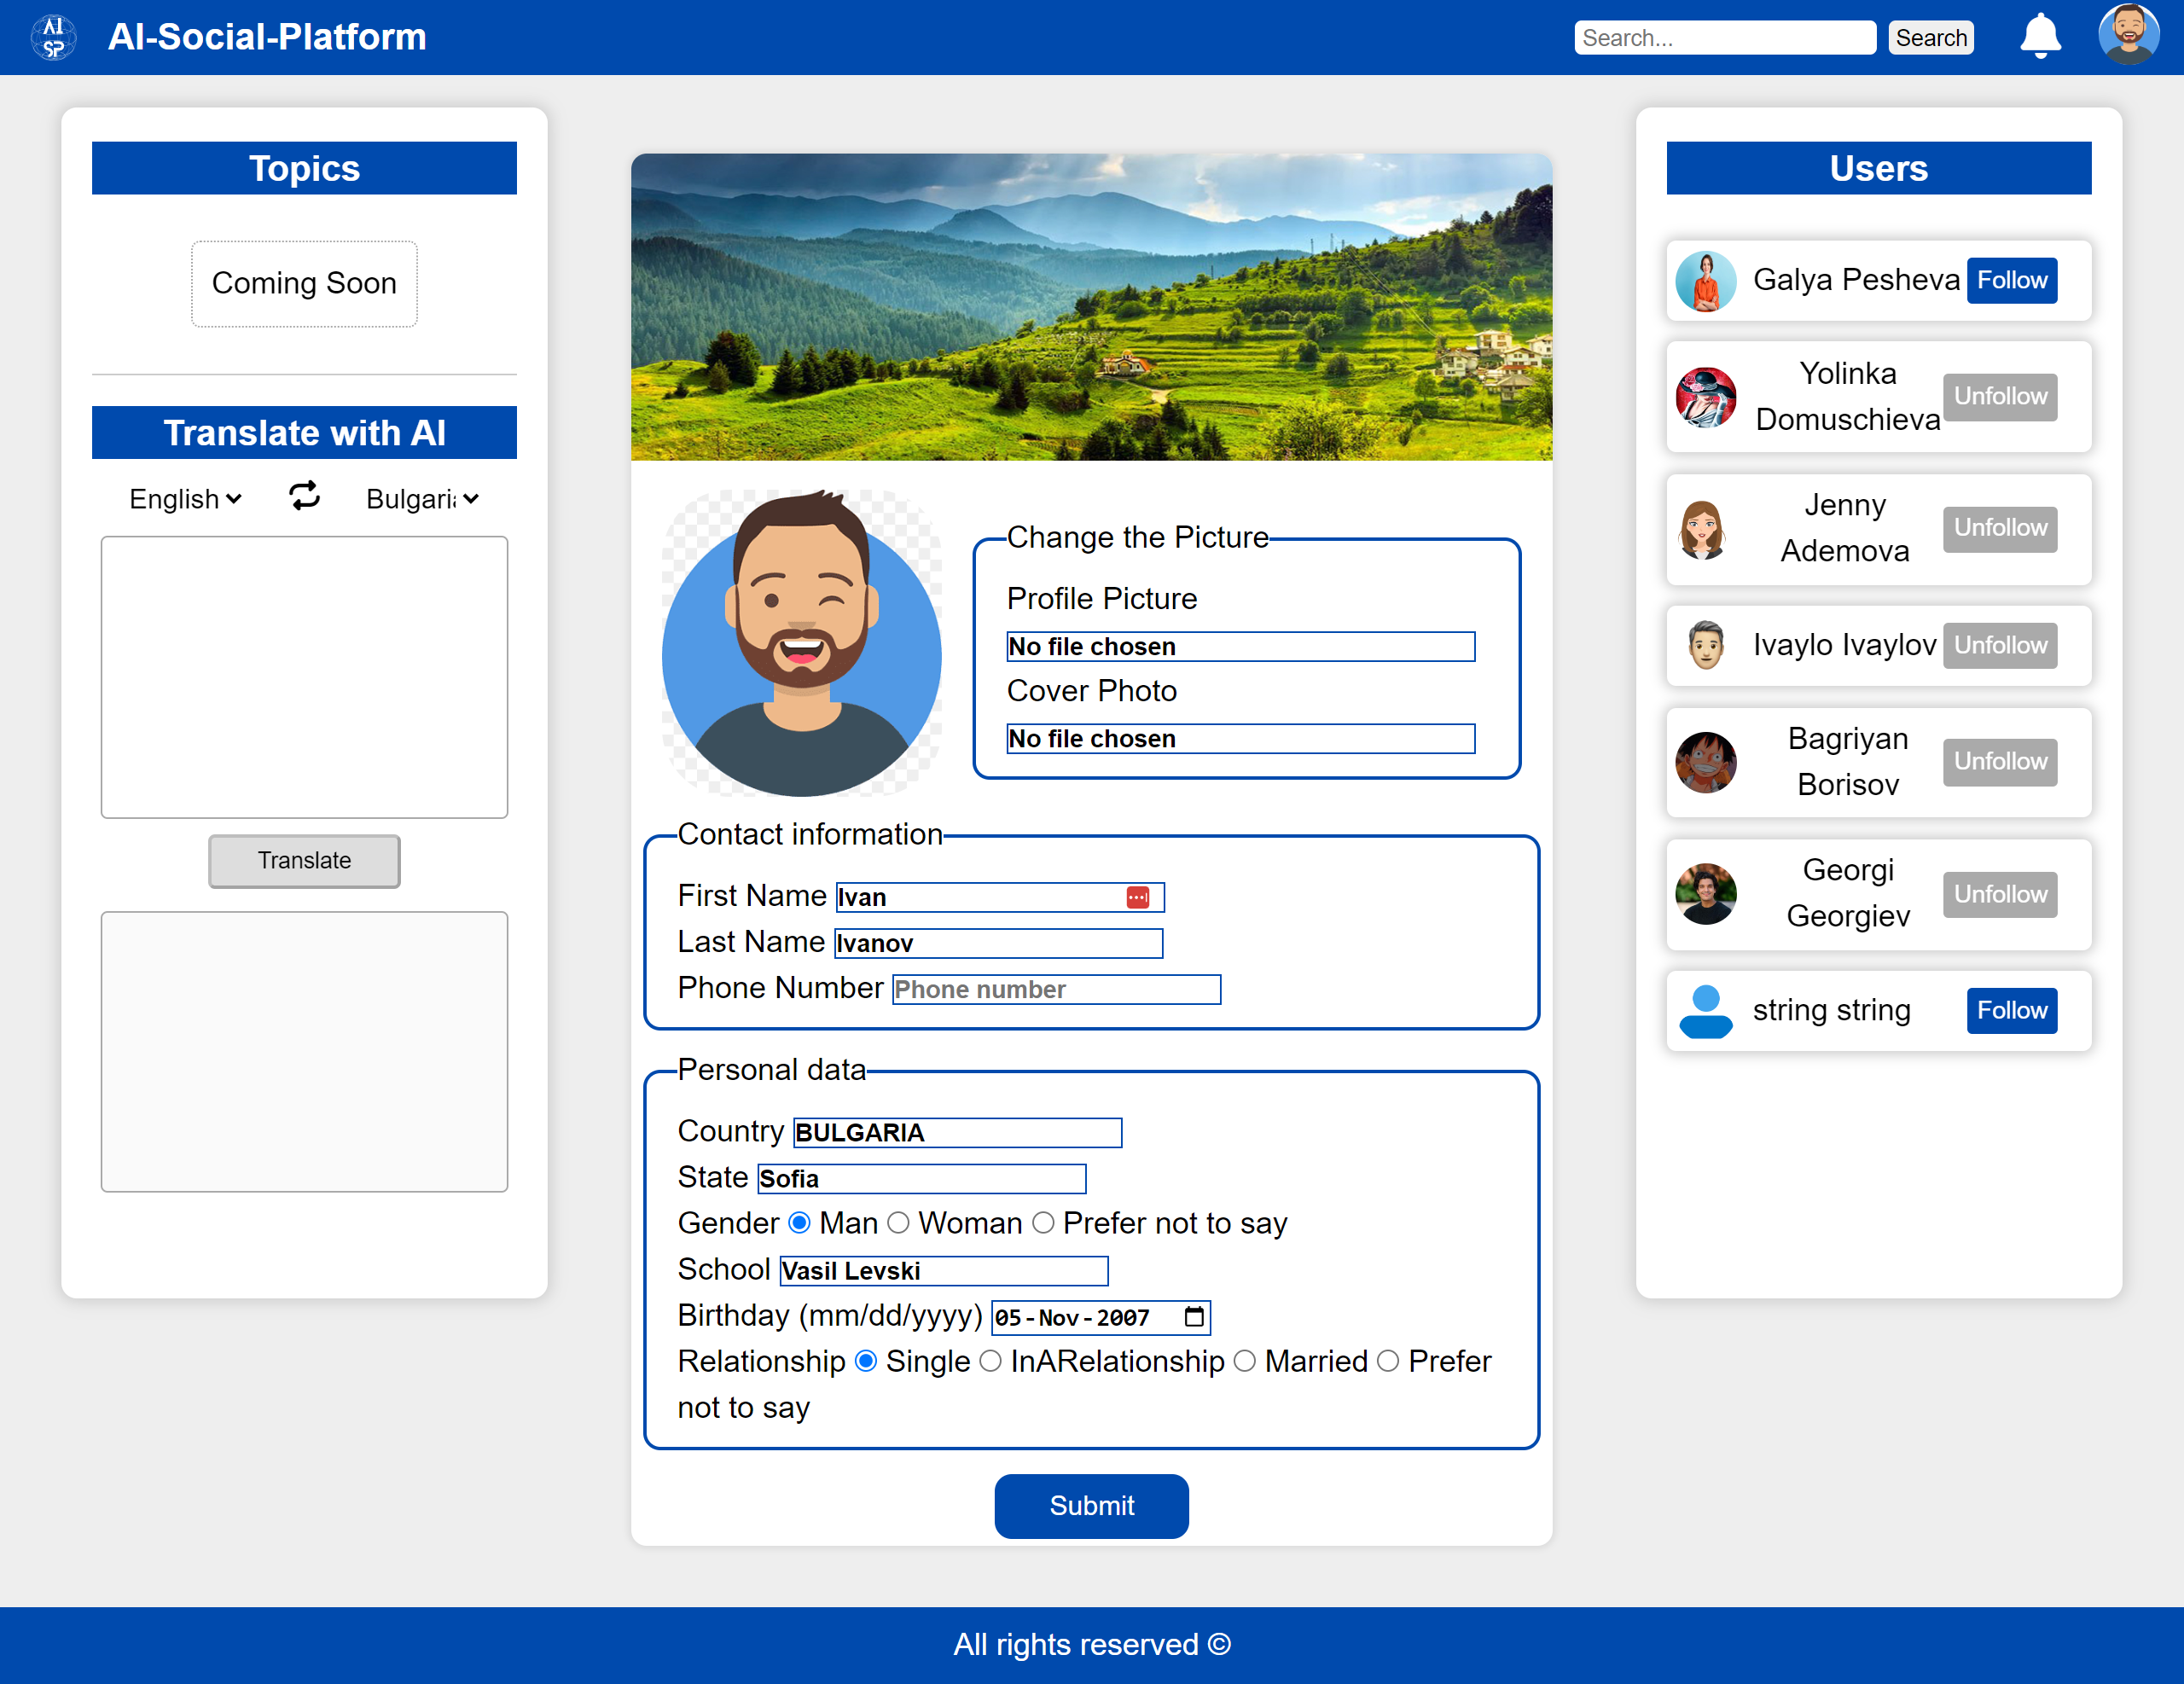 AI
SP
AI-Social-Platform
Search...
Search
Topics
Coming Soon
Translate with AI
English
Bulgari
Translate
Change the Picture
Profile Picture
No file chosen
Cover Photo
No file chosen
Contact information
First Name Ivan
Last Name Ivanov
Phone Number Phone number
Personal data
Country BULGARIA
State Sofia
Gender Man Woman Prefer not to say
School Vasil Levski
Birthday (mm/dd/yyyy) 05-Nov-2007
Relationship Single InARelationship Married Prefer
not to say
Submit
Users
Galya Pesheva Follow
Yolinka
Domuschieva
Unfollow
Jenny
Ademova
Unfollow
Ivaylo Ivaylov Unfollow
Bagriyan
Borisov
Unfollow
Georgi
Georgiev
Unfollow
string string Follow
All rights reserved ©